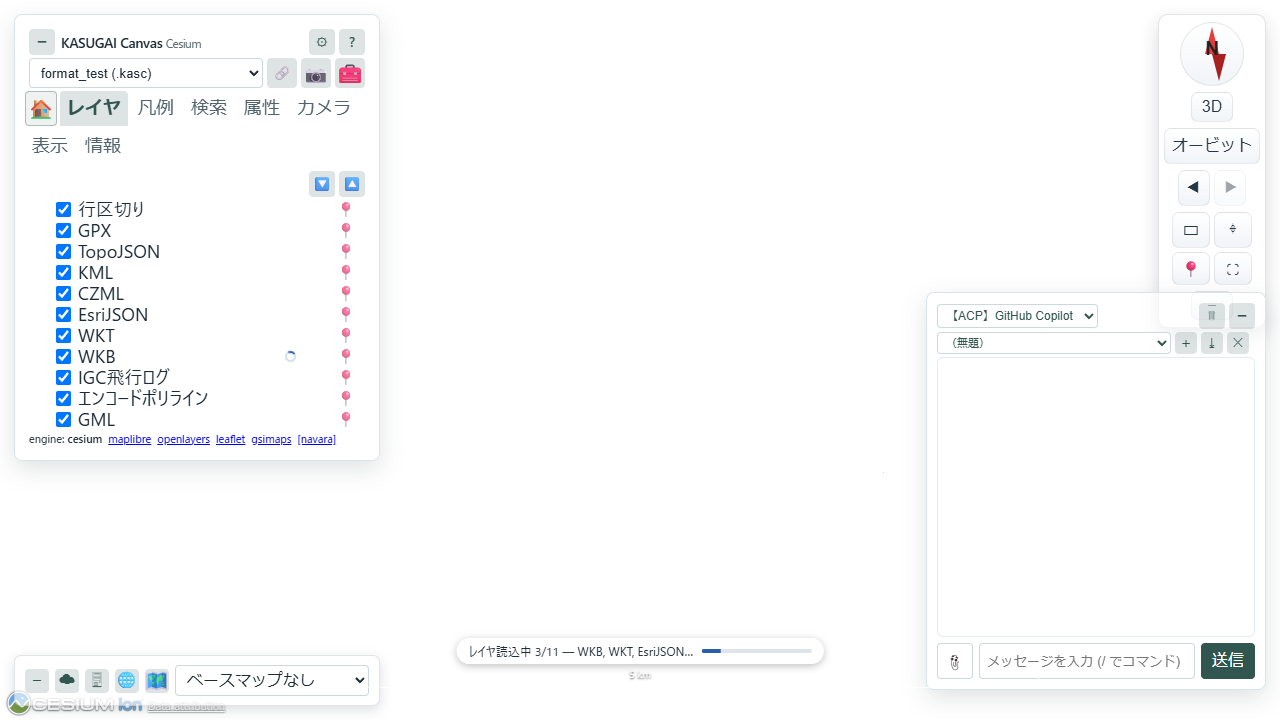 − KASUGAI Canvas Cesium ?
format_test (.kasc)
レイヤ 凡例 検索 属性 カメラ
表示 情報
行区切り
GPX
TopoJSON
KML
CZML
EsriJSON
WKT
WKB
IGC飛行ログ
エンコードポリライン
GML
engine: cesium maplibre openlayers leaflet gsimaps [navara]
N
3D
オービット
【ACP】GitHub Copilot −
（無題） +
メッセージを入力 (/ でコマンド) 送信
レイヤ読込中 3/11 — WKB, WKT, EsriJSON...
5 km
− ベースマップなし
CESIUM ion Data attribution